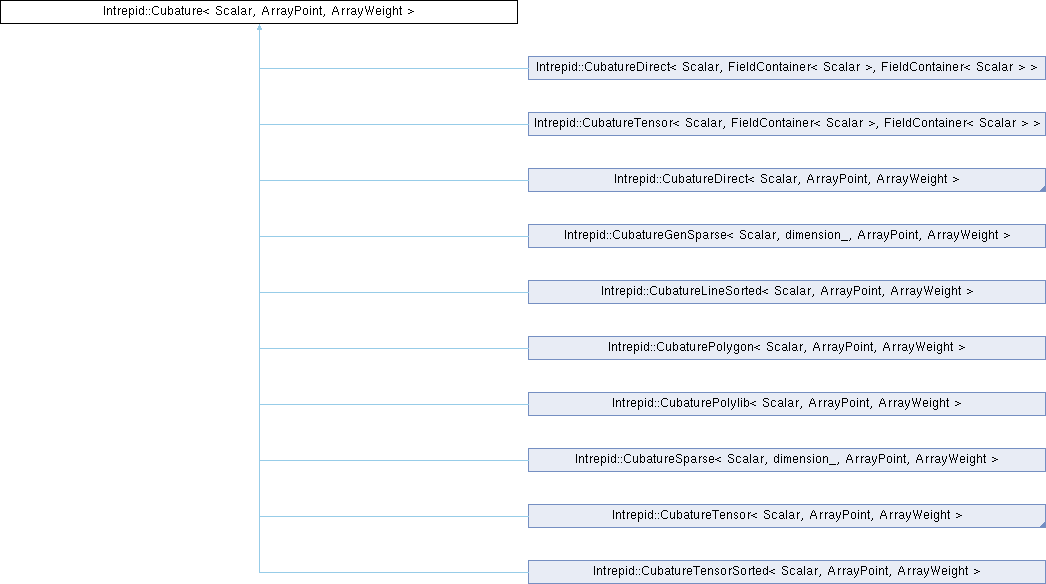 Intrepid::Cubature< Scalar, ArrayPoint, ArrayWeight >
Intrepid::CubatureDirect< Scalar, FieldContainer< Scalar >, FieldContainer< Scalar > >
Intrepid::CubatureTensor< Scalar, FieldContainer< Scalar >, FieldContainer< Scalar > >
Intrepid::CubatureDirect< Scalar, ArrayPoint, ArrayWeight >
Intrepid::CubatureGenSparse< Scalar, dimension_, ArrayPoint, ArrayWeight >
Intrepid::CubatureLineSorted< Scalar, ArrayPoint, ArrayWeight >
Intrepid::CubaturePolygon< Scalar, ArrayPoint, ArrayWeight >
Intrepid::CubaturePolylib< Scalar, ArrayPoint, ArrayWeight >
Intrepid::CubatureSparse< Scalar, dimension_, ArrayPoint, ArrayWeight >
Intrepid::CubatureTensor< Scalar, ArrayPoint, ArrayWeight >
Intrepid::CubatureTensorSorted< Scalar, ArrayPoint, ArrayWeight >